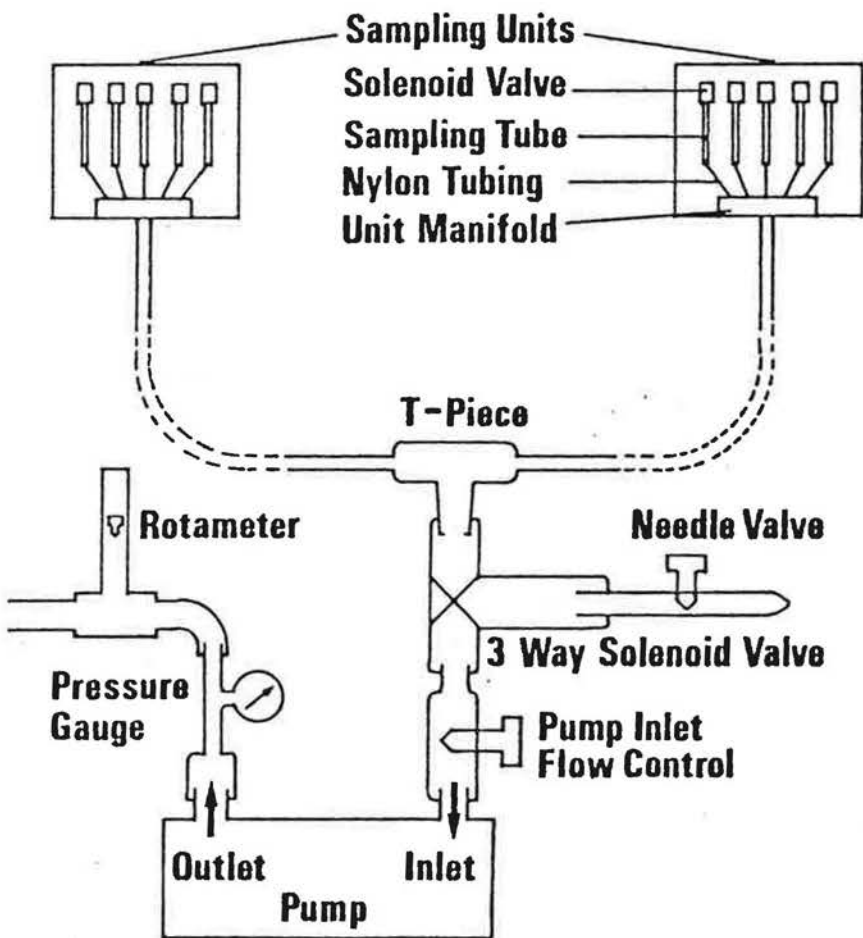 Sampling Units
Solenoid Valve
Sampling Tube
Nylon Tubing
Unit Manifold
T-Piece
Rotameter
Needle Valve
3 Way Solenoid Valve
Pressure
Gauge
Pump Inlet
Flow Control
Outlet
Inlet
Pump